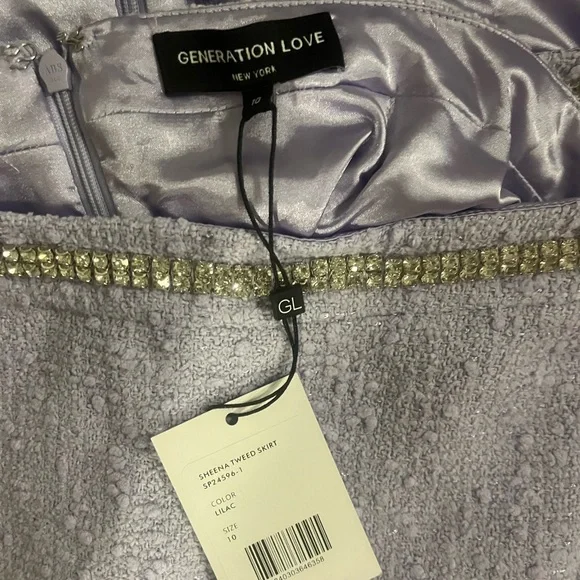 GENERATION LOVE
NEW YORK
10
GL
SHEENA TWEED SKIRT
SP24596-1
COLOR
LILAC
SIZE
10